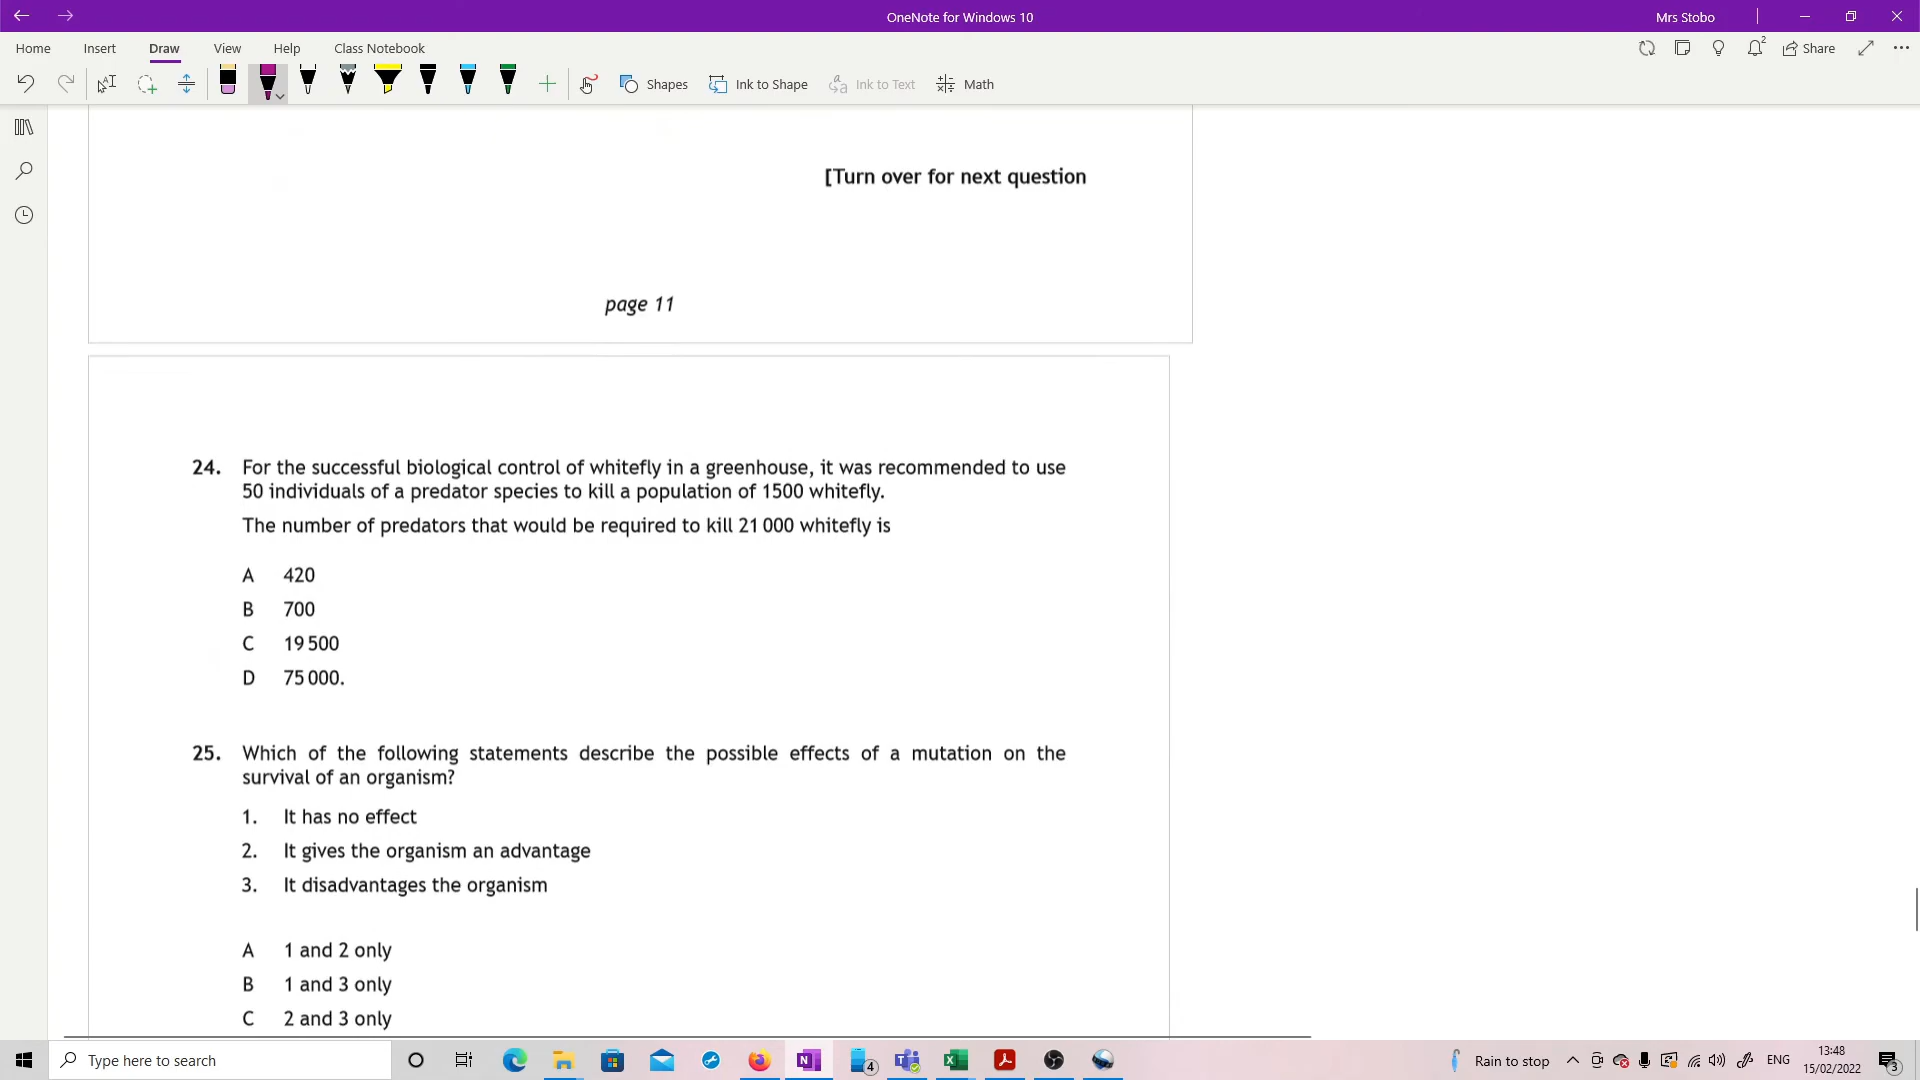 OneNote for Windows 10
Mrs Stobo
Home Insert Draw View Help Class Notebook
2
Share
Shapes
Ink to Shape
Ink to Text
Math
[Turn over for next question
page 11
24. For the successful biological control of whitefly in a greenhouse, it was recommended to use
50 individuals of a predator species to kill a population of 1500 whitefly.
The number of predators that would be required to kill 21 000 whitefly is
A 420
B 700
C 19 500
D 75 000.
25. Which of the following statements describe the possible effects of a mutation on the
survival of an organism?
1. It has no effect
2. It gives the organism an advantage
3. It disadvantages the organism
A 1 and 2 only
B 1 and 3 only
C 2 and 3 only
Type here to search
4
Rain to stop
ENG
13:48
15/02/2022
3